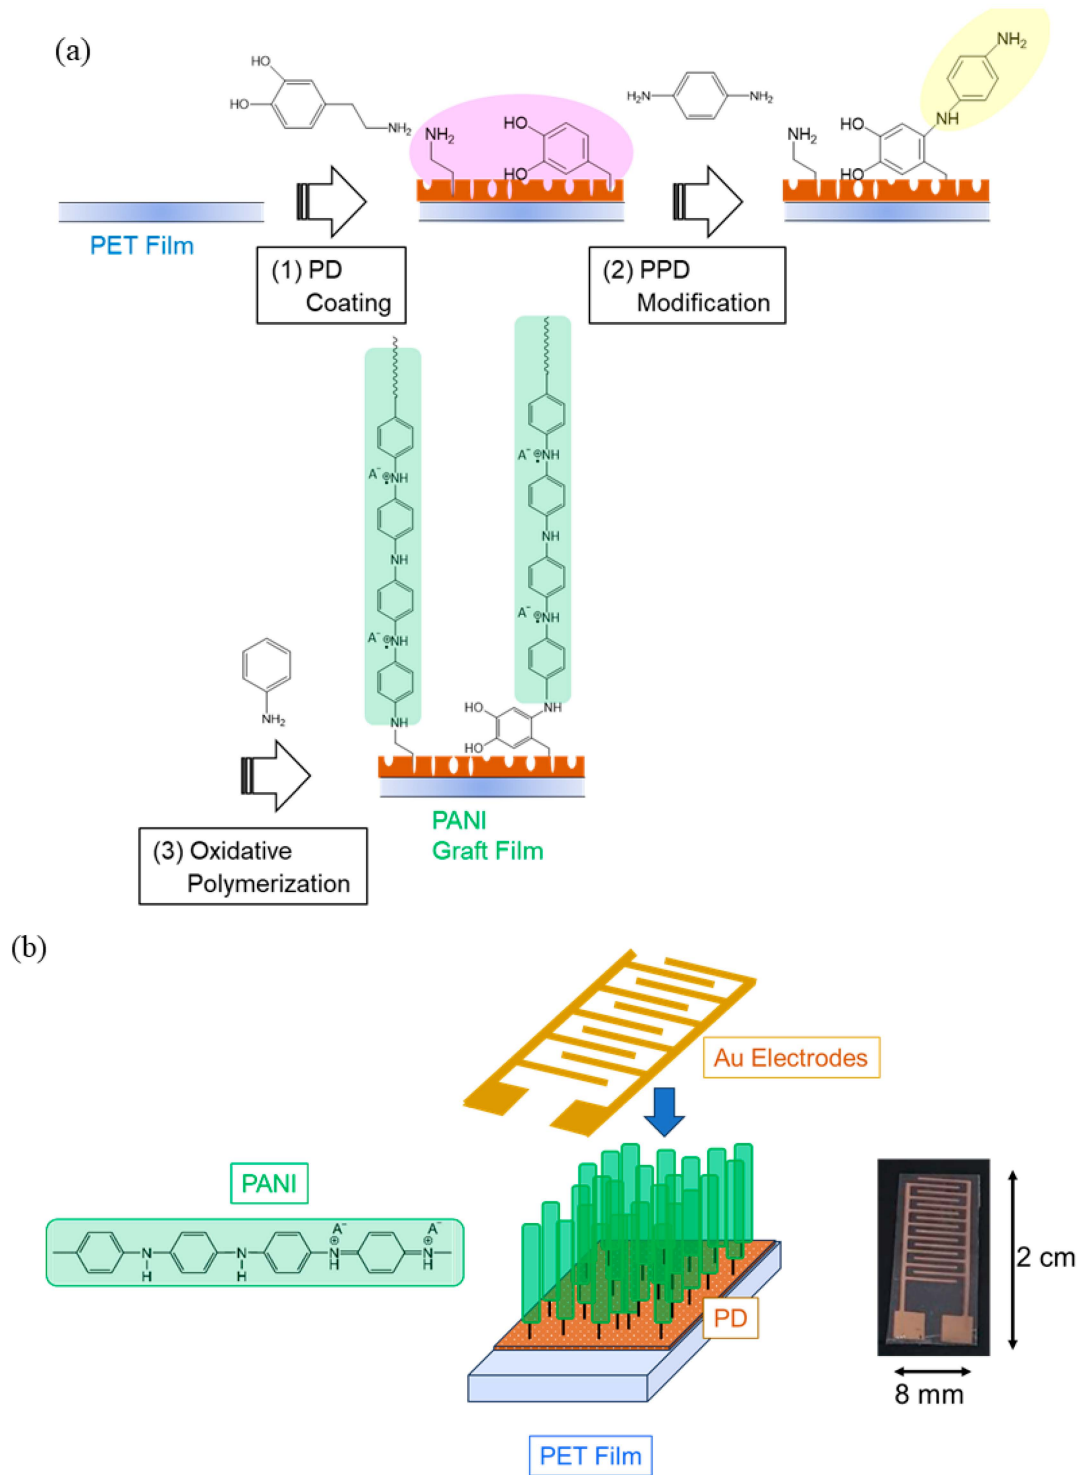 (a)
HO
HO
NH2
NH2
HO
HO
H2N
NH2
NH2
HO
HO
NH
NH2
PET Film
(1) PD
Coating
(2) PPD
Modification
A⁻ ⊕NH
NH
A⁻ ⊕NH
NH
A⁻ ⊕NH
NH
A⁻ ⊕NH
NH
HO
HO
NH2
(3) Oxidative
Polymerization
PANI
Graft Film
(b)
Au Electrodes
PANI
A⁻
A⁻
N
H
N
H
N
H
N
H
PD
2 cm
8 mm
PET Film